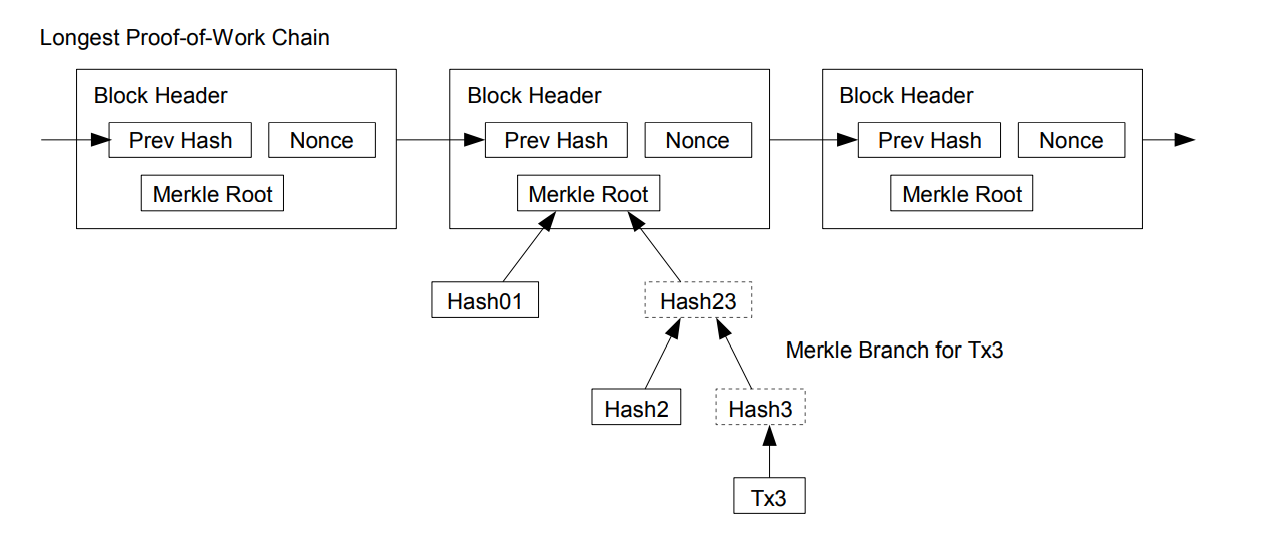 Longest Proof-of-Work Chain
Block Header
Prev Hash
Nonce
Merkle Root
Block Header
Prev Hash
Nonce
Merkle Root
Block Header
Prev Hash
Nonce
Merkle Root
Hash01
Hash23
Merkle Branch for Tx3
Hash2
Hash3
Tx3